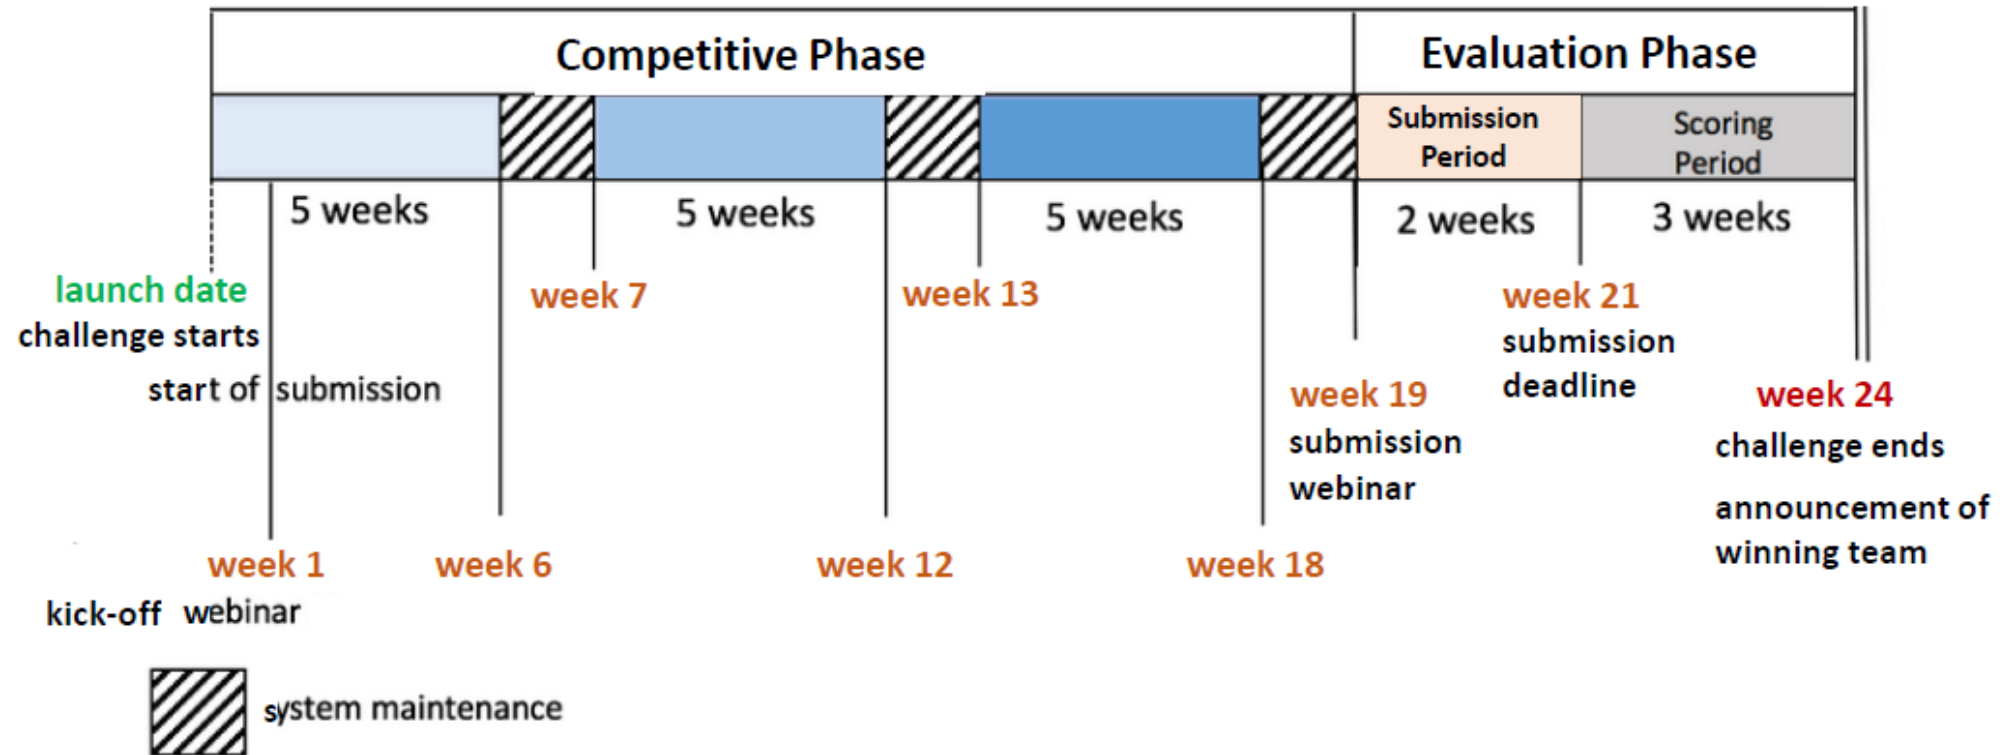 Competitive Phase
Evaluation Phase
Submission
Period
Scoring
Period
5 weeks
5 weeks
5 weeks
2 weeks
3 weeks
launch date
challenge starts
start of submission
week 7
week 13
week 21
submission
deadline
week 19
submission
webinar
week 24
challenge ends
announcement of
winning team
week 1
kick-off webinar
week 6
week 12
week 18
system maintenance